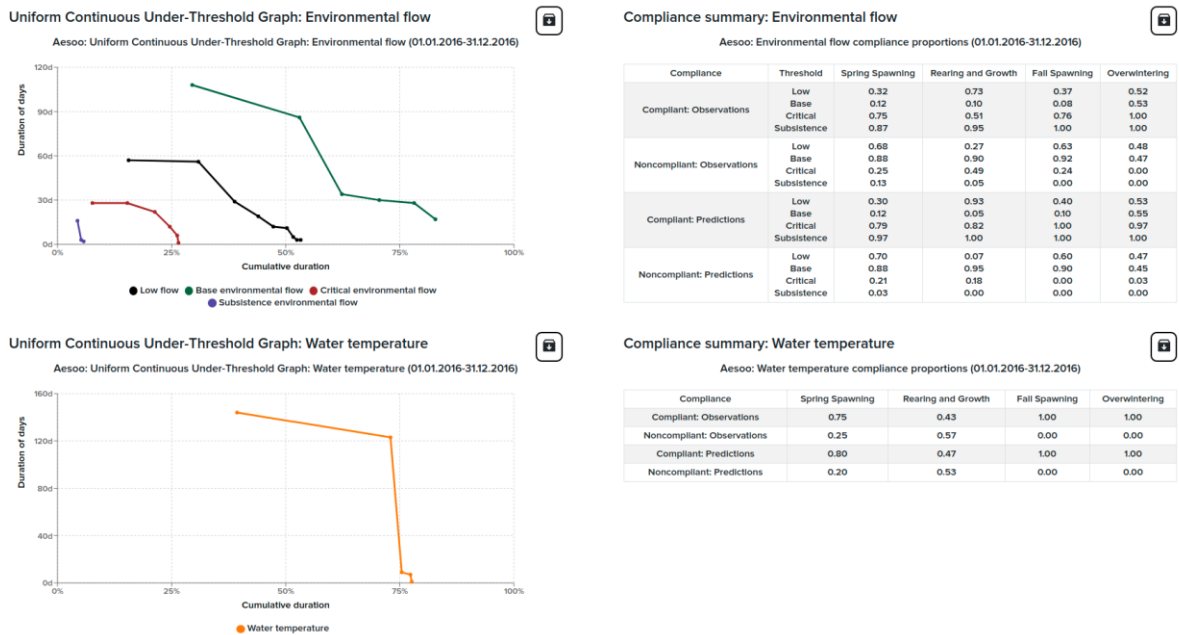 Uniform Continuous Under-Threshold Graph: Environmental flow
Aesoo: Uniform Continuous Under-Threshold Graph: Environmental flow (01.01.2016-31.12.2016)
120d
90d
60d
30d
0d
Duration of days
0% 25% 50% 75% 100%
Cumulative duration
Low flow Base environmental flow Critical environmental flow
Subsistence environmental flow
Compliance summary: Environmental flow
Aesoo: Environmental flow compliance proportions (01.01.2016-31.12.2016)
Compliance Threshold Spring Spawning Rearing and Growth Fall Spawning Overwintering
Compliant: Observations
Low 0.32 0.73 0.37 0.52
Base 0.12 0.10 0.08 0.53
Critical 0.75 0.51 0.76 1.00
Subsistence 0.87 0.95 1.00 1.00
Noncompliant: Observations
Low 0.68 0.27 0.63 0.48
Base 0.88 0.90 0.92 0.47
Critical 0.25 0.49 0.24 0.00
Subsistence 0.13 0.05 0.00 0.00
Compliant: Predictions
Low 0.30 0.93 0.40 0.53
Base 0.12 0.05 0.10 0.55
Critical 0.79 0.82 1.00 0.97
Subsistence 0.97 1.00 1.00 1.00
Noncompliant: Predictions
Low 0.70 0.07 0.60 0.47
Base 0.88 0.95 0.90 0.45
Critical 0.21 0.18 0.00 0.03
Subsistence 0.03 0.00 0.00 0.00
Uniform Continuous Under-Threshold Graph: Water temperature
Aesoo: Uniform Continuous Under-Threshold Graph: Water temperature (01.01.2016-31.12.2016)
160d
120d
80d
40d
0d
Duration of days
0% 25% 50% 75% 100%
Cumulative duration
Water temperature
Compliance summary: Water temperature
Aesoo: Water temperature compliance proportions (01.01.2016-31.12.2016)
Compliance Spring Spawning Rearing and Growth Fall Spawning Overwintering
Compliant: Observations 0.75 0.43 1.00 1.00
Noncompliant: Observations 0.25 0.57 0.00 0.00
Compliant: Predictions 0.80 0.47 1.00 1.00
Noncompliant: Predictions 0.20 0.53 0.00 0.00